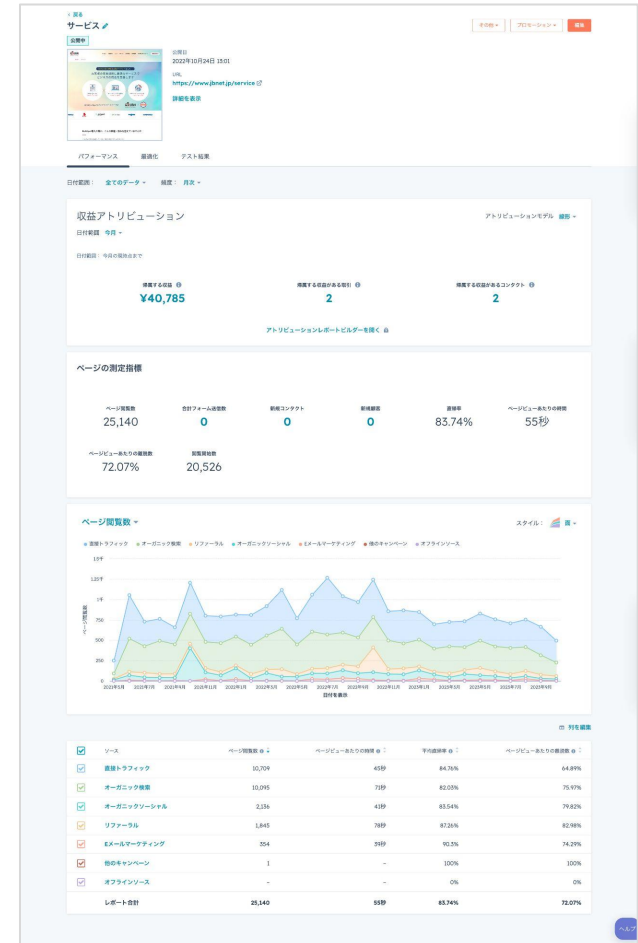 < 戻る
サービス
その他
プロモーション
編集
公開中
公開日
2022年10月24日 13:01
URL
https://www.jbnet.jp/service
詳細を表示
パフォーマンス 最適化 テスト結果
日付範囲： 全てのデータ 頻度： 月次
収益アトリビューション
アトリビューションモデル 線形
日付範囲 今月
日付範囲： 今月の現時点まで
帰属する収益 帰属する収益がある取引 帰属する収益があるコンタクト
¥40,785 2 2
アトリビューションレポートビルダーを開く
ページの測定指標
ページ閲覧数 合計フォーム送信数 新規コンタクト 新規顧客 直帰率 ページビューあたりの時間
25,140 0 0 0 83.74% 55秒
ページビューあたりの離脱数 閲覧開始数
72.07% 20,526
ページ閲覧数
スタイル： 面
直接トラフィック オーガニック検索 リファーラル オーガニックソーシャル Eメールマーケティング 他のキャンペーン オフラインソース
ページ閲覧数
1.5千
1.25千
1千
750
500
250
0
日付を表示
列を編集
ソース ページ閲覧数 ページビューあたりの時間 平均直帰率 ページビューあたりの離脱数
直接トラフィック 10,709 45秒 84.76% 64.89%
オーガニック検索 10,095 71秒 82.03% 75.97%
オーガニックソーシャル 2,136 41秒 83.54% 79.82%
リファーラル 1,845 78秒 87.26% 82.98%
Eメールマーケティング 354 39秒 90.3% 74.29%
他のキャンペーン 1 - 100% 100%
オフラインソース - - 0% 0%
レポート合計 25,140 55秒 83.74% 72.07%
ヘルプ